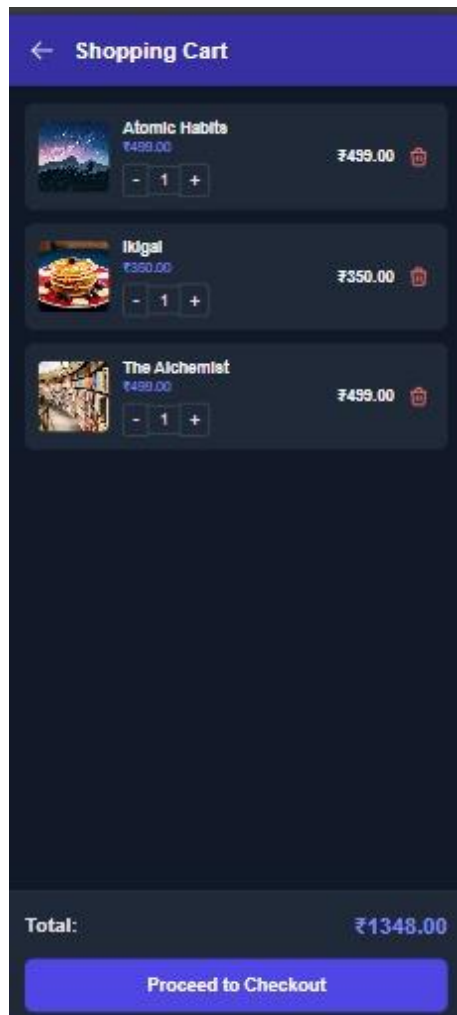 Shopping Cart
Atomic Habits
₹499.00
- 1 +
₹499.00
Ikigai
₹350.00
- 1 +
₹350.00
The Alchemist
₹499.00
- 1 +
₹499.00
Total:
₹1348.00
Proceed to Checkout